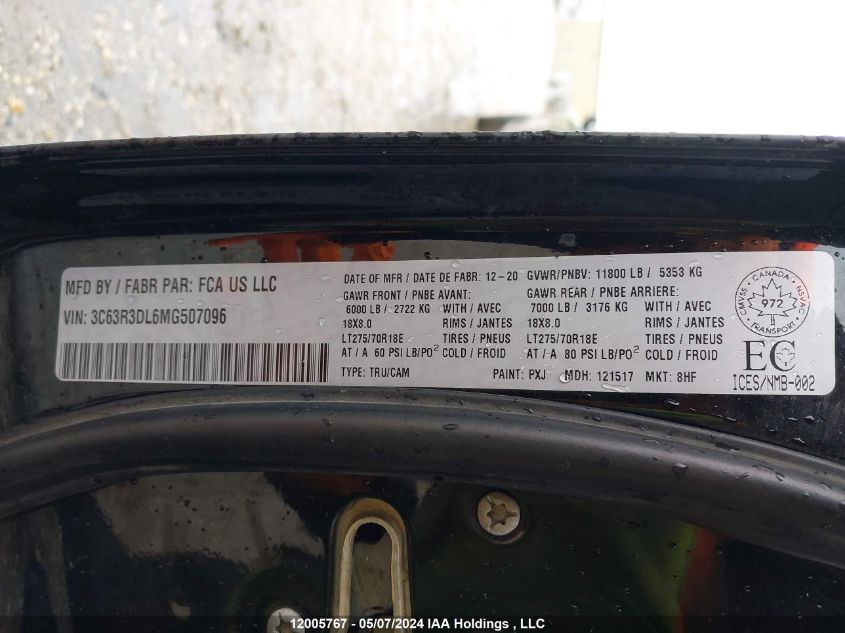 MFD BY / FABR PAR: FCA US LLC
VIN: 3C63R3DL6MG507096
DATE OF MFR / DATE DE FABR: 12-20 GVWR/PNBV: 11800 LB / 5353 KG
GAWR FRONT / PNBE AVANT: GAWR REAR / PNBE ARRIERE:
6000 LB / 2722 KG WITH / AVEC 7000 LB / 3176 KG WITH / AVEC
18X8.0 RIMS / JANTES 18X8.0 RIMS / JANTES
LT275/70R18E TIRES / PNEUS LT275/70R18E TIRES / PNEUS
AT / A 60 PSI LB/PO² COLD / FROID AT / A 80 PSI LB/PO² COLD / FROID
TYPE: TRU/CAM PAINT: PXJ MDH: 121517 MKT: 8HF
CANADA
CMVSS 972 NSVAC
TRANSPORT
EC
ICES/NMB-002
12005767 - 05/07/2024 IAA Holdings , LLC